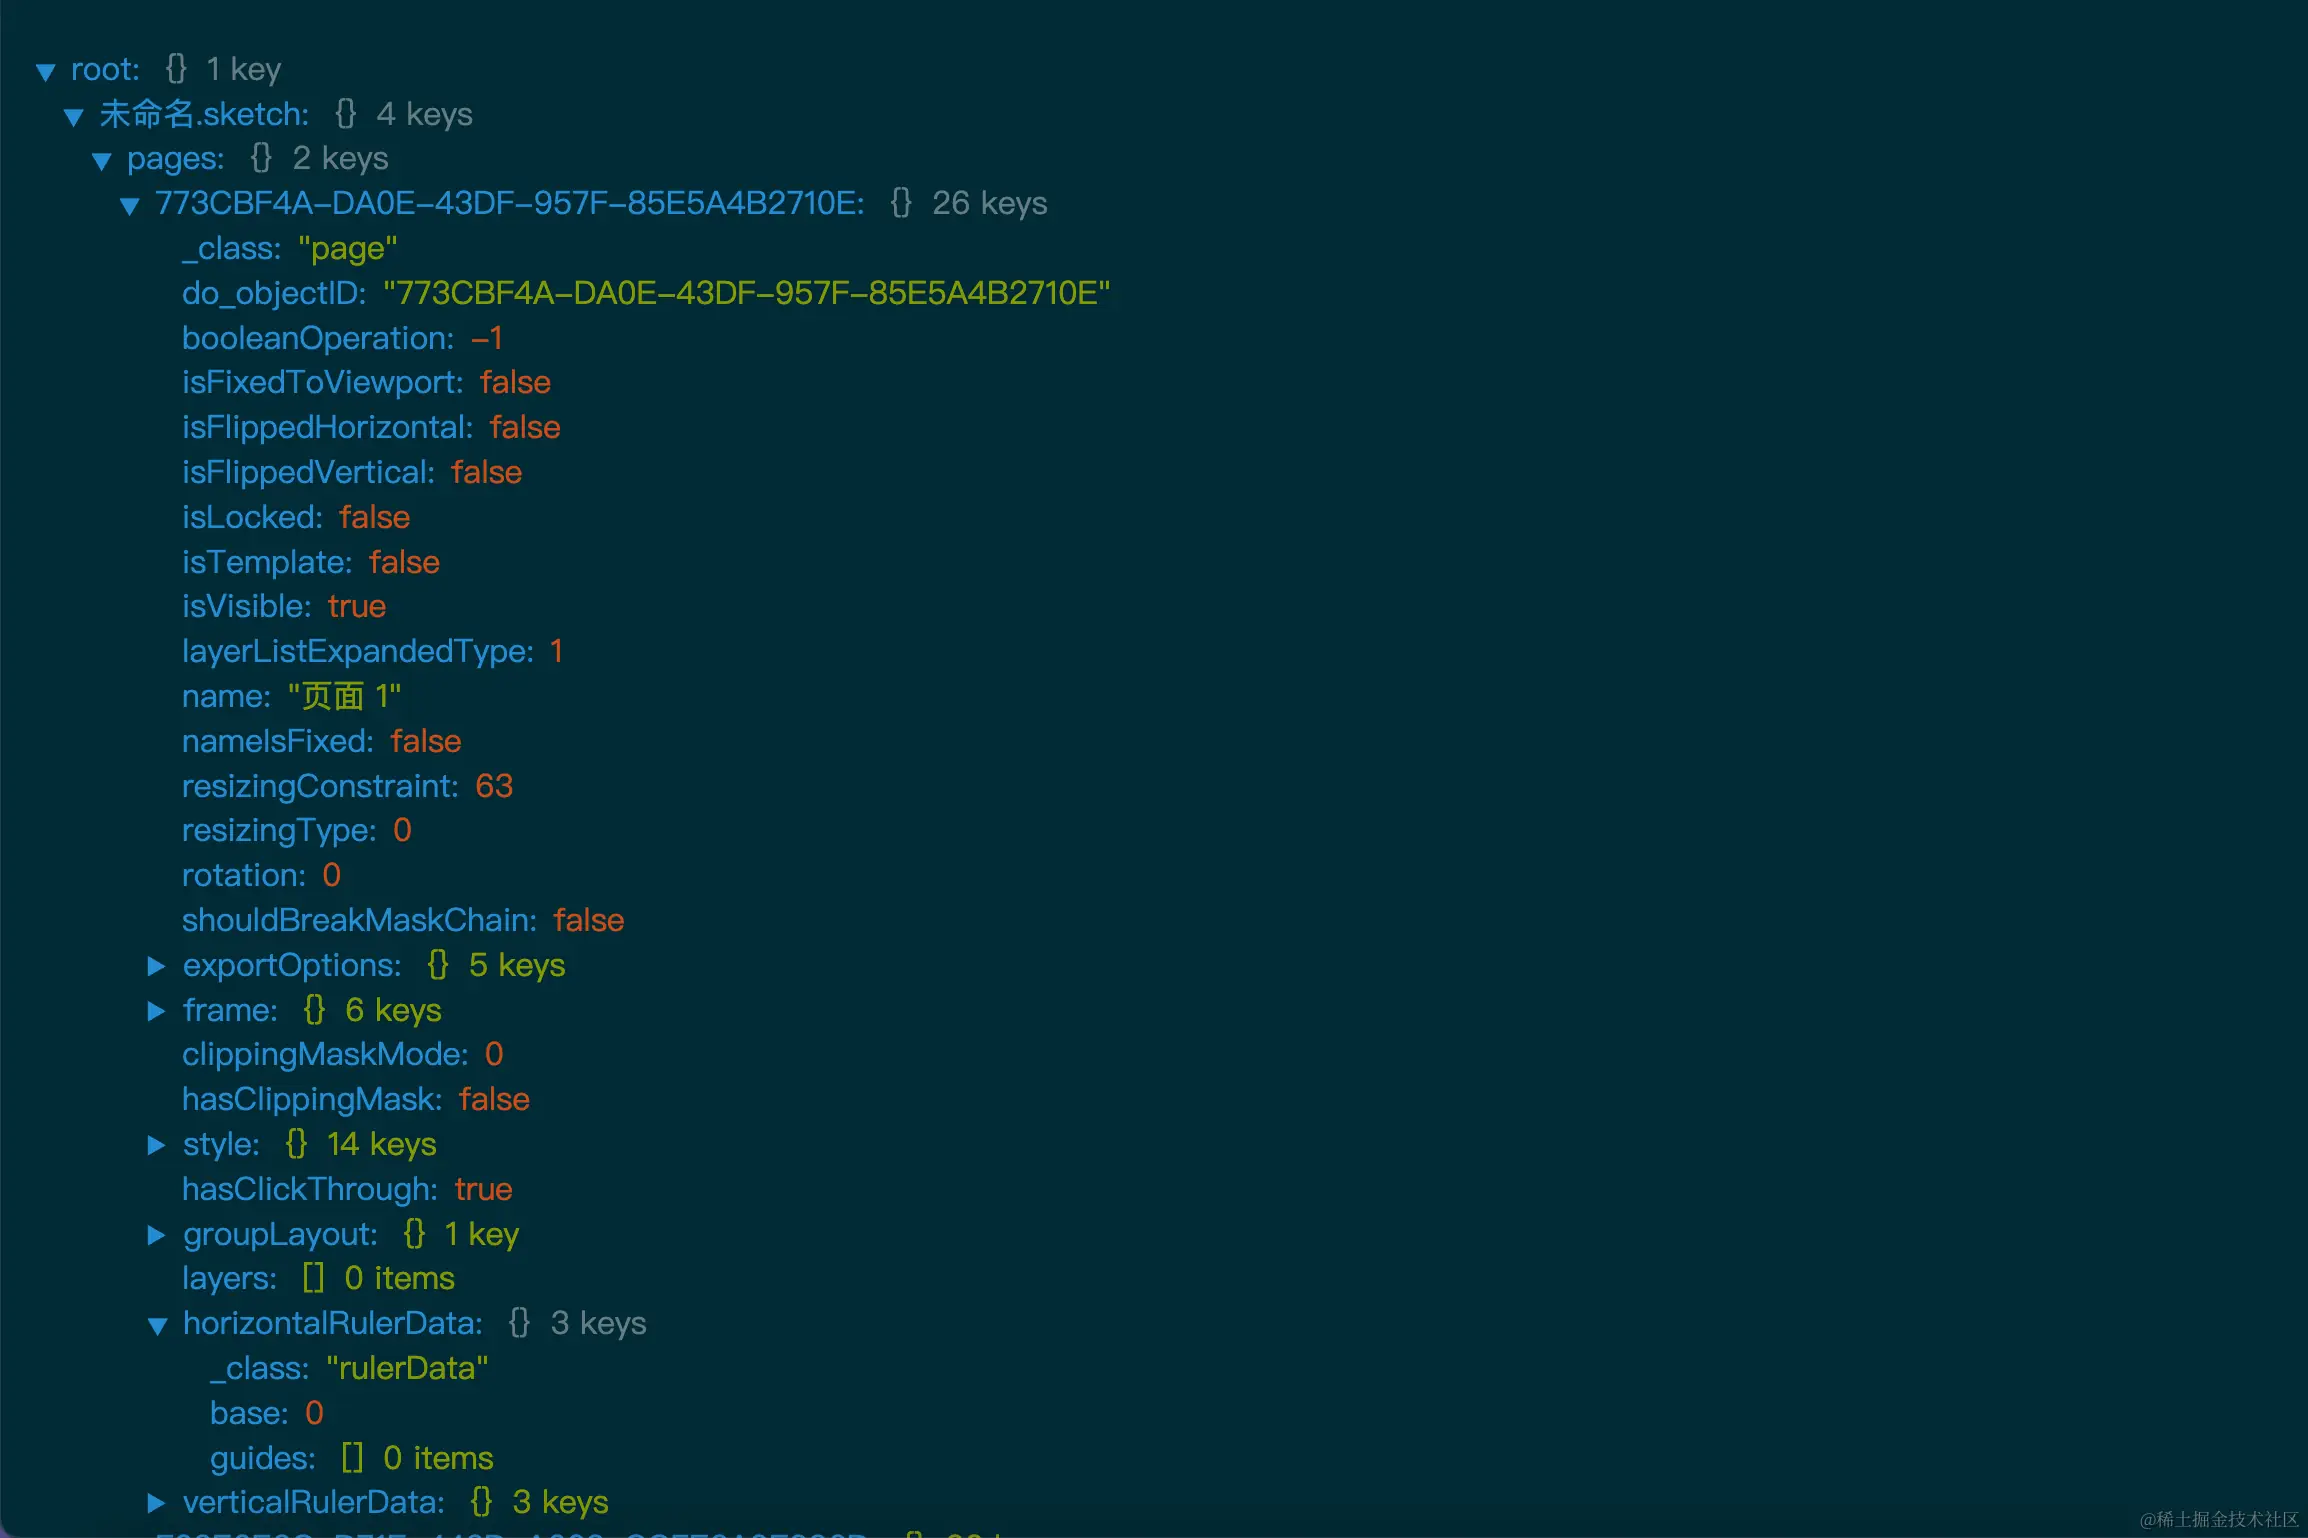 root: {} 1 key
未命名.sketch: {} 4 keys
pages: {} 2 keys
773CBF4A-DA0E-43DF-957F-85E5A4B2710E: {} 26 keys
_class: "page"
do_objectID: "773CBF4A-DA0E-43DF-957F-85E5A4B2710E"
booleanOperation: -1
isFixedToViewport: false
isFlippedHorizontal: false
isFlippedVertical: false
isLocked: false
isTemplate: false
isVisible: true
layerListExpandedType: 1
name: "页面 1"
nameIsFixed: false
resizingConstraint: 63
resizingType: 0
rotation: 0
shouldBreakMaskChain: false
exportOptions: {} 5 keys
frame: {} 6 keys
clippingMaskMode: 0
hasClippingMask: false
style: {} 14 keys
hasClickThrough: true
groupLayout: {} 1 key
layers: [] 0 items
horizontalRulerData: {} 3 keys
_class: "rulerData"
base: 0
guides: [] 0 items
verticalRulerData: {} 3 keys
@稀土掘金技术社区